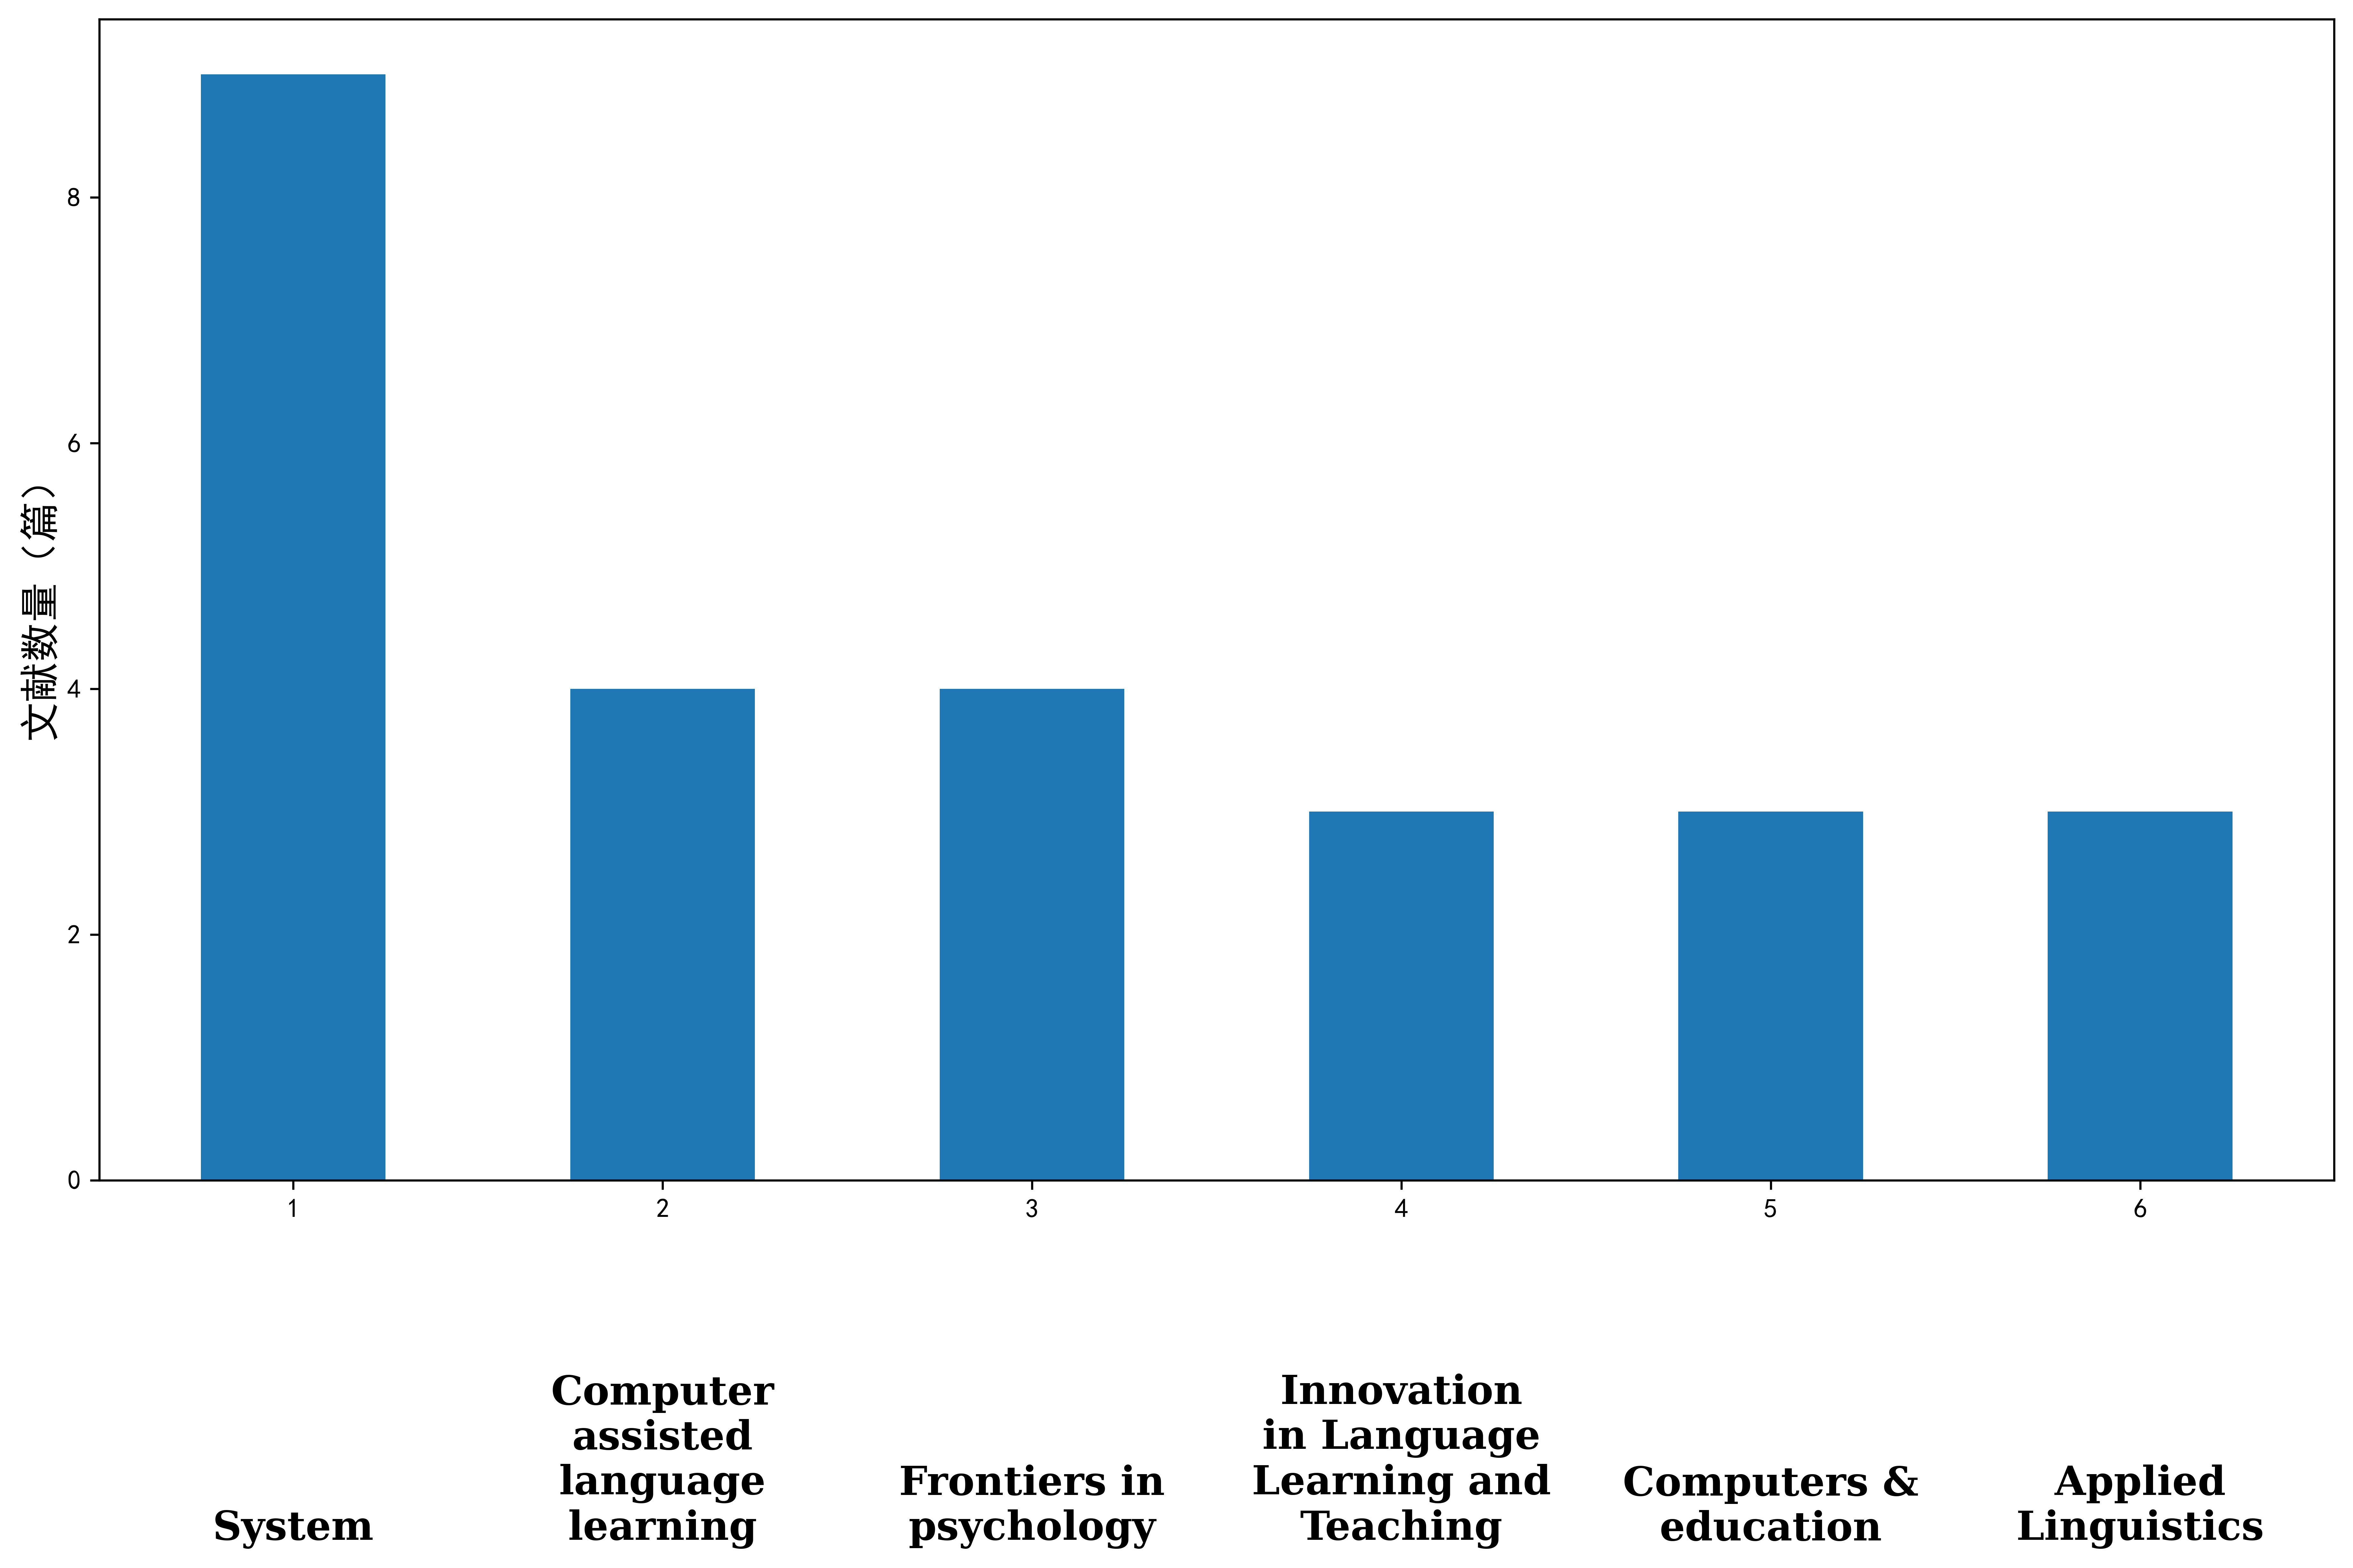 文献数量（篇）
8
6
4
2
0
1 2 3 4 5 6
System
Computer
assisted
language
learning
Frontiers in
psychology
Innovation
in Language
Learning and
Teaching
Computers &
education
Applied
Linguistics